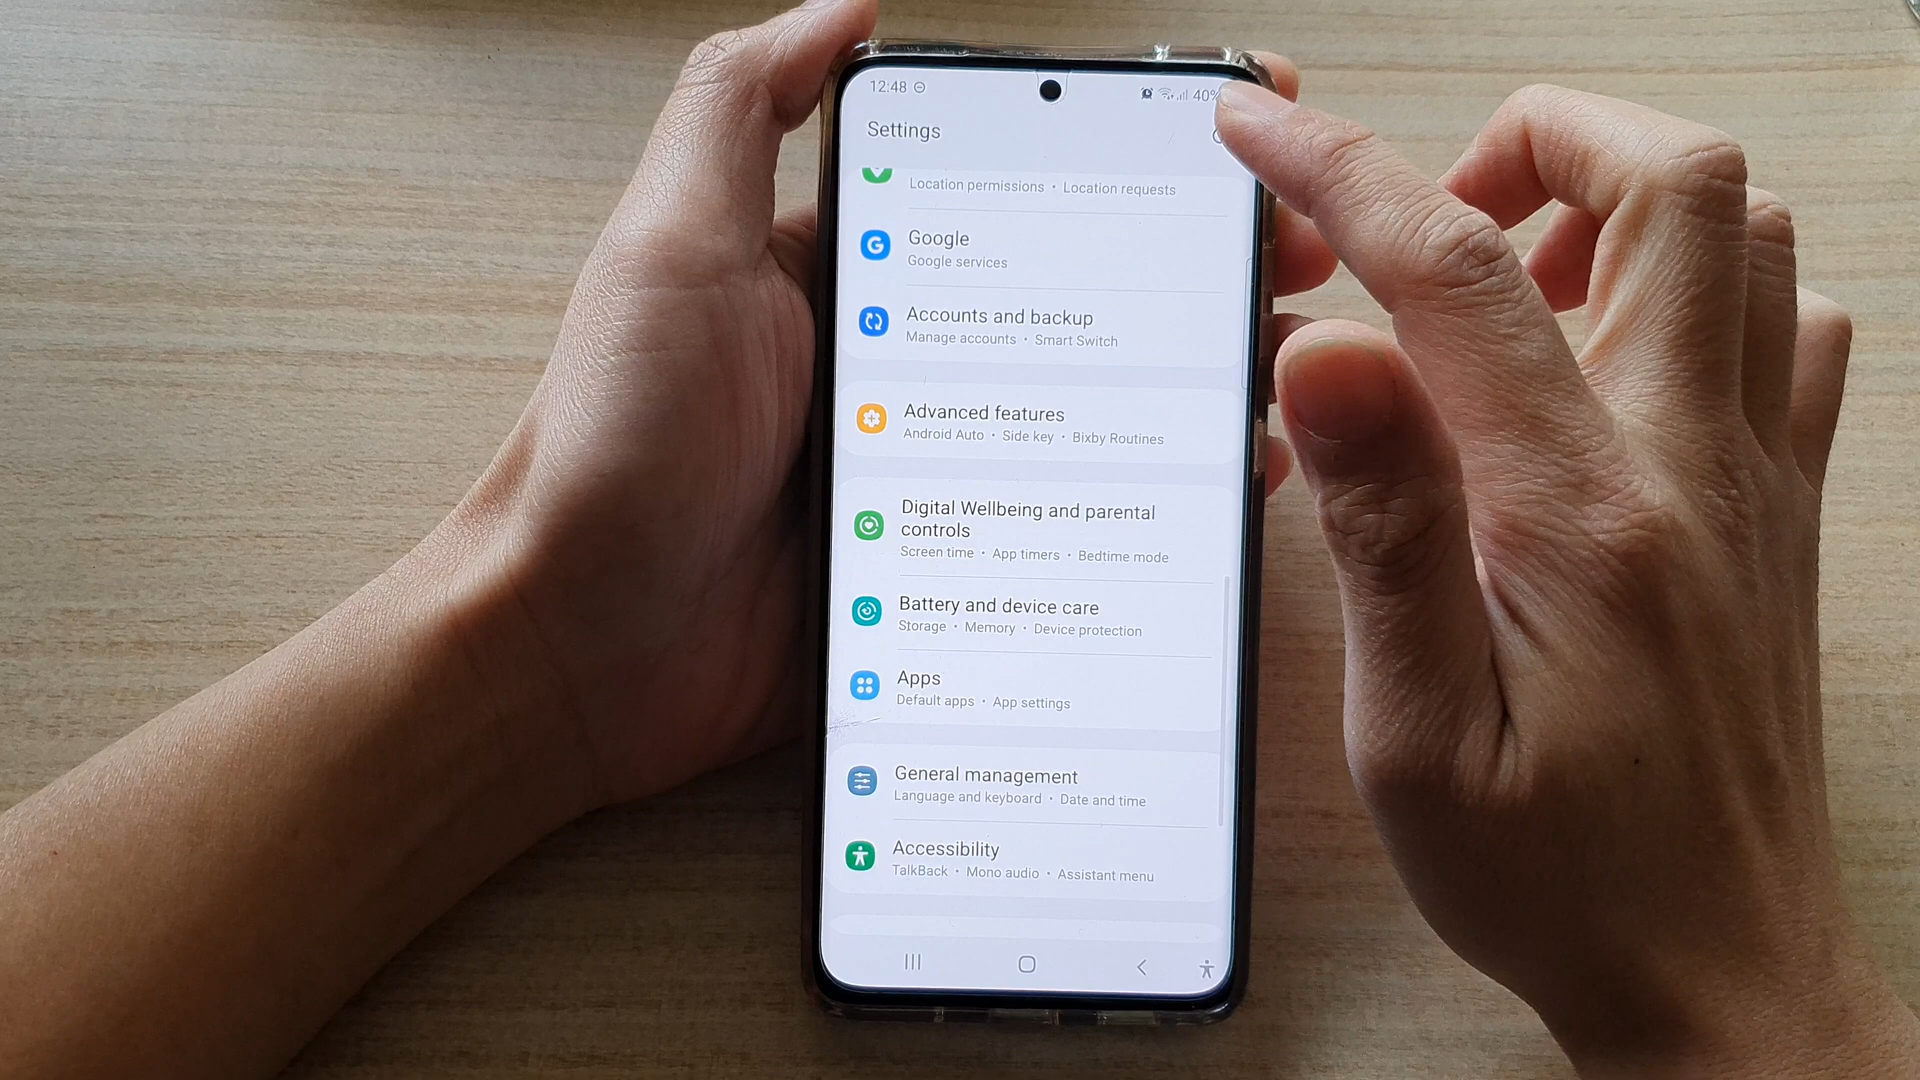 12:48 40%
Settings
Location permissions • Location requests
Google
Google services
Accounts and backup
Manage accounts • Smart Switch
Advanced features
Android Auto • Side key • Bixby Routines
Digital Wellbeing and parental
controls
Screen time • App timers • Bedtime mode
Battery and device care
Storage • Memory • Device protection
Apps
Default apps • App settings
General management
Language and keyboard • Date and time
Accessibility
TalkBack • Mono audio • Assistant menu